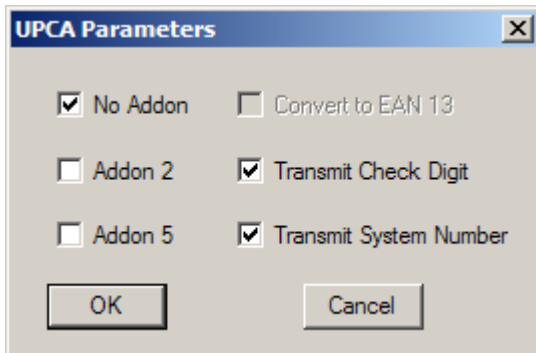 UPCA Parameters
No Addon
Convert to EAN 13
Addon 2
Transmit Check Digit
Addon 5
Transmit System Number
OK
Cancel